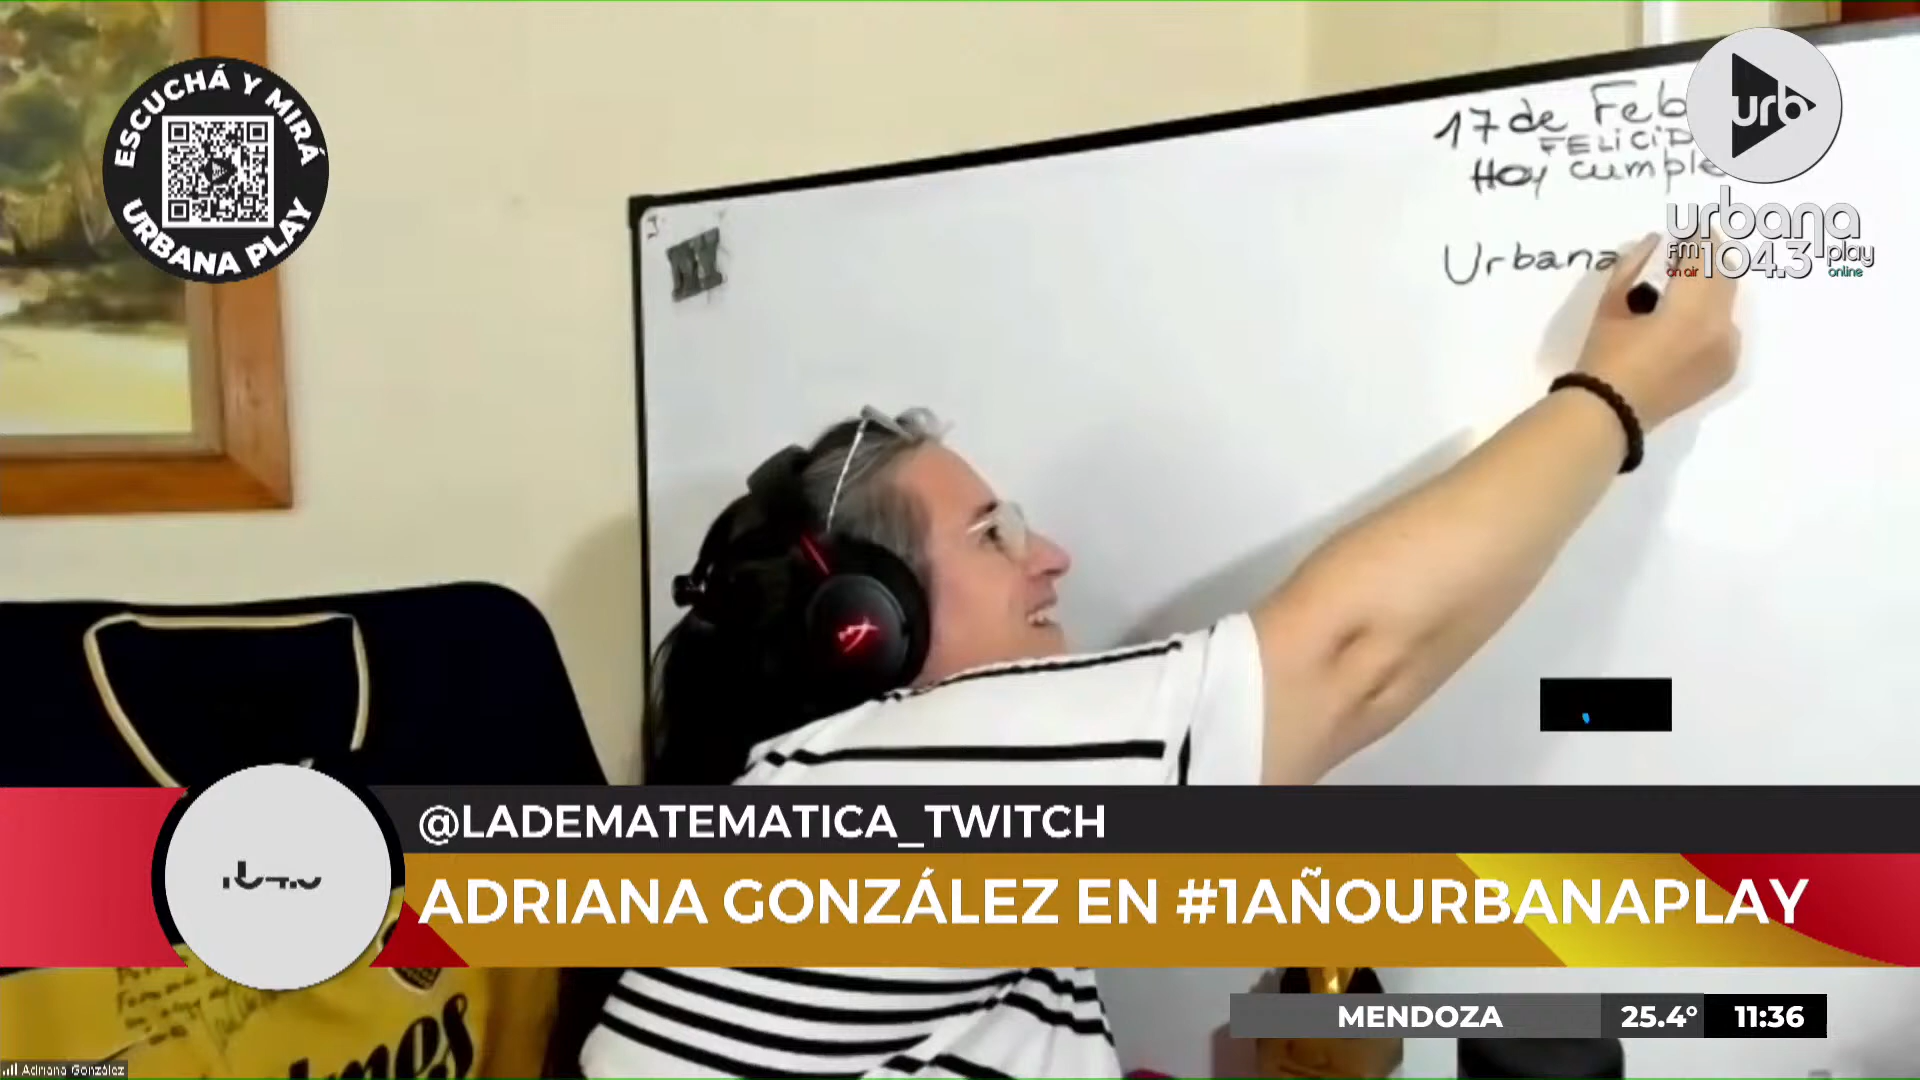 ESCUCHÁ Y MIRÁ
URBANA PLAY
17 de Feb
FELICID
Hoy cumple
Urbana
urb
urbana
FM 104.3 play
on air online
@LADEMATEMATICA_TWITCH
ADRIANA GONZÁLEZ EN #1AÑOURBANAPLAY
MENDOZA 25.4° 11:36
Adriana González